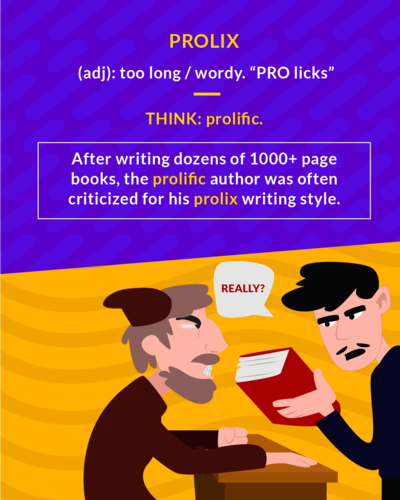 PROLIX
(adj): too long / wordy. “PRO licks”
THINK: prolific.
After writing dozens of 1000+ page
books, the prolific author was often
criticized for his prolix writing style.
REALLY?